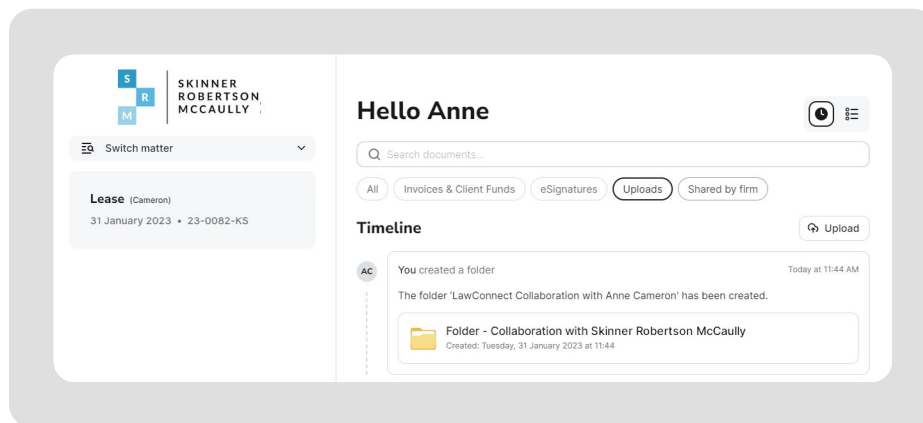 S
R
M
SKINNER
ROBERTSON
MCCAULLY
Switch matter
Lease (Cameron)
31 January 2023 • 23-0082-KS
Hello Anne
Search documents...
All
Invoices & Client Funds
eSignatures
Uploads
Shared by firm
Timeline
Upload
AC
You created a folder
Today at 11:44 AM
The folder 'LawConnect Collaboration with Anne Cameron' has been created.
Folder - Collaboration with Skinner Robertson McCaully
Created: Tuesday, 31 January 2023 at 11:44